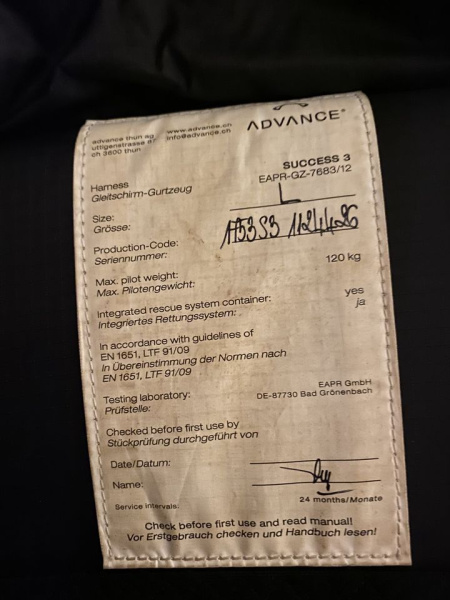 advance thun ag www.advance.ch
uttigenstrasse 87 info@advance.ch
ch 3600 thun
ADVANCE®
SUCCESS 3
Harness EAPR-GZ-7683/12
Gleitschirm-Gurtzeug
Size: L
Grösse:
Production-Code: 1753S3 1124426
Seriennummer:
Max. pilot weight: 120 kg
Max. Pilotengewicht:
Integrated rescue system container: yes
Integriertes Rettungssystem: ja
In accordance with guidelines of
EN 1651, LTF 91/09
In Übereinstimmung der Normen nach
EN 1651, LTF 91/09
Testing laboratory: EAPR GmbH
Prüfstelle: DE-87730 Bad Grönenbach
Checked before first use by
Stückprüfung durchgeführt von
Date/Datum:
Name:
Service intervals: 24 months/Monate
Check before first use and read manual!
Vor Erstgebrauch checken und Handbuch lesen!